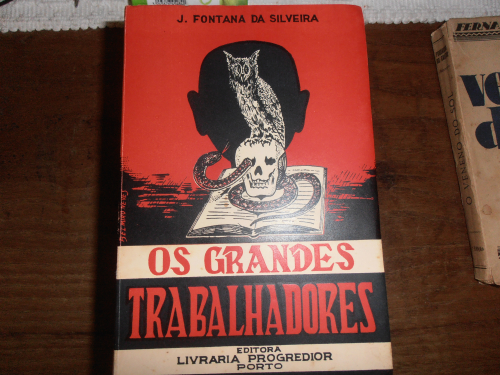 J. FONTANA DA SILVEIRA
OS GRANDES
TRABALHADORES
EDITORA
LIVRARIA PROGREDIOR
PORTO